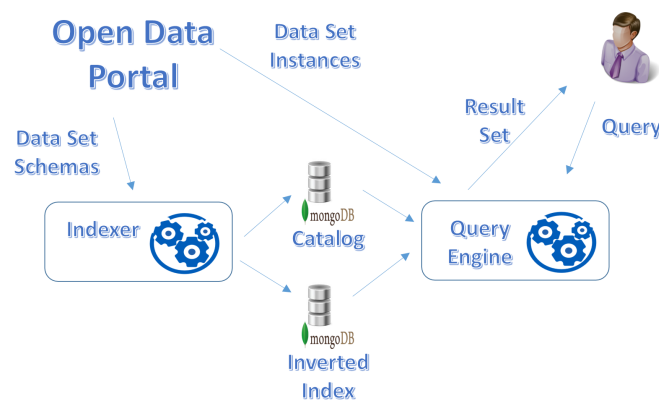 Open Data
Portal
Data Set
Instances
Result
Set
Query
Data Set
Schemas
Indexer
mongoDB
Catalog
Query
Engine
mongoDB
Inverted
Index